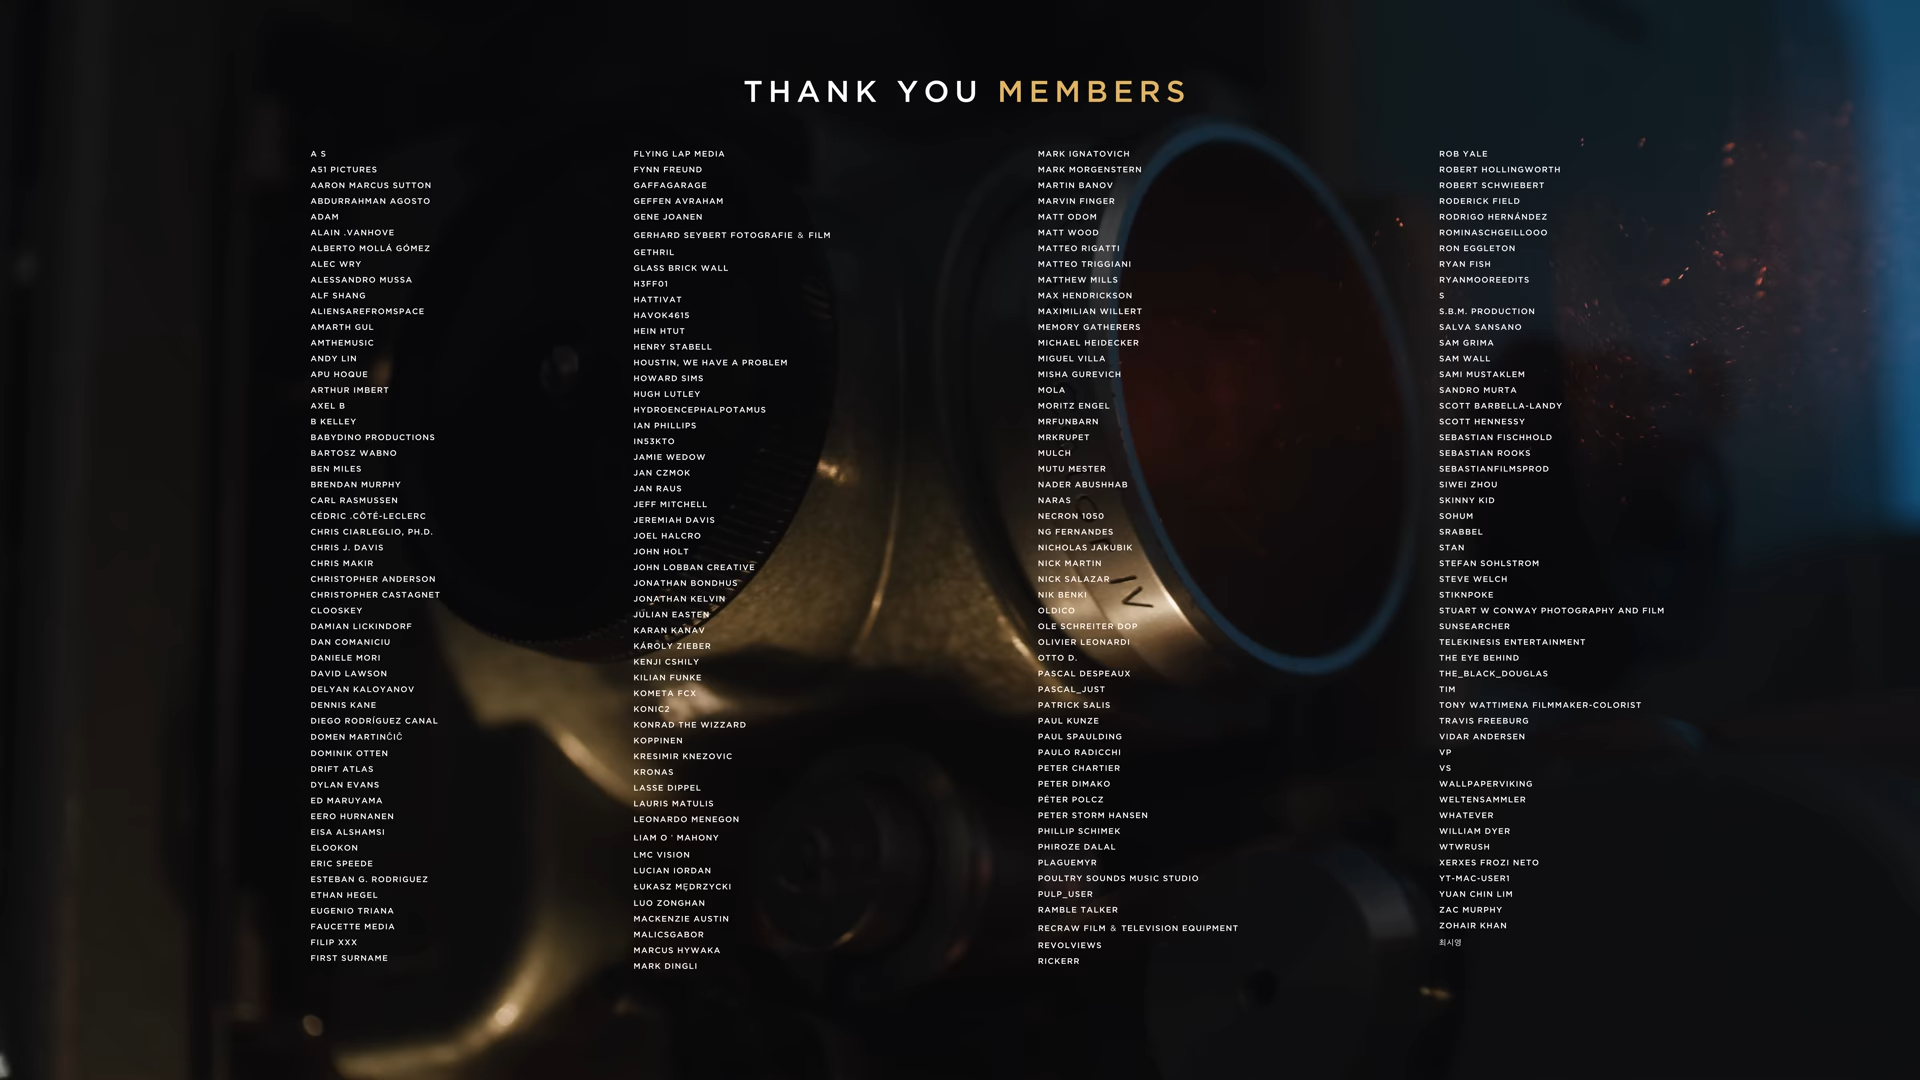 THANK YOU MEMBERS
A S
A51 PICTURES
AARON MARCUS SUTTON
ABDURRAHMAN AGOSTO
ADAM
ALAIN .VANHOVE
ALBERTO MOLLÁ GÓMEZ
ALEC WRY
ALESSANDRO MUSSA
ALF SHANG
ALIENSAREFROMSPACE
AMARTH GUL
AMTHEMUSIC
ANDY LIN
APU HOQUE
ARTHUR IMBERT
AXEL B
B KELLEY
BABYDINO PRODUCTIONS
BARTOSZ WABNO
BEN MILES
BRENDAN MURPHY
CARL RASMUSSEN
CÉDRIC .CÔTÉ-LECLERC
CHRIS CIARLEGLIO, PH.D.
CHRIS J. DAVIS
CHRIS MAKIR
CHRISTOPHER ANDERSON
CHRISTOPHER CASTAGNET
CLOOSKEY
DAMIAN LICKINDORF
DAN COMANICIU
DANIELE MORI
DAVID LAWSON
DELYAN KALOYANOV
DENNIS KANE
DIEGO RODRÍGUEZ CANAL
DOMEN MARTINČIČ
DOMINIK OTTEN
DRIFT ATLAS
DYLAN EVANS
ED MARUYAMA
EERO HURNANEN
EISA ALSHAMSI
ELOOKON
ERIC SPEEDE
ESTEBAN G. RODRIGUEZ
ETHAN HEGEL
EUGENIO TRIANA
FAUCETTE MEDIA
FILIP XXX
FIRST SURNAME
FLYING LAP MEDIA
FYNN FREUND
GAFFAGARAGE
GEFFEN AVRAHAM
GENE JOANEN
GERHARD SEYBERT FOTOGRAFIE & FILM
GETHRIL
GLASS BRICK WALL
H3FF01
HATTIVAT
HAVOK4615
HEIN HTUT
HENRY STABELL
HOUSTIN, WE HAVE A PROBLEM
HOWARD SIMS
HUGH LUTLEY
HYDROENCEPHALPOTAMUS
IAN PHILLIPS
IN53KTO
JAMIE WEDOW
JAN CZMOK
JAN RAUS
JEFF MITCHELL
JEREMIAH DAVIS
JOEL HALCRO
JOHN HOLT
JOHN LOBBAN CREATIVE
JONATHAN BONDHUS
JONATHAN KELVIN
JULIAN EASTEN
KARAN KANAV
KÁROLY ZIEBER
KENJI CSHILY
KILIAN FUNKE
KOMETA FCX
KONIC2
KONRAD THE WIZZARD
KOPPINEN
KRESIMIR KNEZOVIC
KRONAS
LASSE DIPPEL
LAURIS MATULIS
LEONARDO MENEGON
LIAM O ' MAHONY
LMC VISION
LUCIAN IORDAN
ŁUKASZ MĘDRZYCKI
LUO ZONGHAN
MACKENZIE AUSTIN
MALICSGABOR
MARCUS HYWAKA
MARK DINGLI
MARK IGNATOVICH
MARK MORGENSTERN
MARTIN BANOV
MARVIN FINGER
MATT ODOM
MATT WOOD
MATTEO RIGATTI
MATTEO TRIGGIANI
MATTHEW MILLS
MAX HENDRICKSON
MAXIMILIAN WILLERT
MEMORY GATHERERS
MICHAEL HEIDECKER
MIGUEL VILLA
MISHA GUREVICH
MOLA
MORITZ ENGEL
MRFUNBARN
MRKRUPET
MULCH
MUTU MESTER
NADER ABUSHHAB
NARAS
NECRON 1050
NG FERNANDES
NICHOLAS JAKUBIK
NICK MARTIN
NICK SALAZAR
NIK BENKI
OLDICO
OLE SCHREITER DOP
OLIVIER LEONARDI
OTTO D.
PASCAL DESPEAUX
PASCAL_JUST
PATRICK SALIS
PAUL KUNZE
PAUL SPAULDING
PAULO RADICCHI
PETER CHARTIER
PETER DIMAKO
PÉTER POLCZ
PETER STORM HANSEN
PHILLIP SCHIMEK
PHIROZE DALAL
PLAGUEMYR
POULTRY SOUNDS MUSIC STUDIO
PULP_USER
RAMBLE TALKER
RECRAW FILM & TELEVISION EQUIPMENT
REVOLVIEWS
RICKERR
ROB YALE
ROBERT HOLLINGWORTH
ROBERT SCHWIEBERT
RODERICK FIELD
RODRIGO HERNÁNDEZ
ROMINASCHGEILLOOO
RON EGGLETON
RYAN FISH
RYANMOOREEDITS
S
S.B.M. PRODUCTION
SALVA SANSANO
SAM GRIMA
SAM WALL
SAMI MUSTAKLEM
SANDRO MURTA
SCOTT BARBELLA-LANDY
SCOTT HENNESSY
SEBASTIAN FISCHHOLD
SEBASTIAN ROOKS
SEBASTIANFILMSPROD
SIWEI ZHOU
SKINNY KID
SOHUM
SRABBEL
STAN
STEFAN SOHLSTROM
STEVE WELCH
STIKNPOKE
STUART W CONWAY PHOTOGRAPHY AND FILM
SUNSEARCHER
TELEKINESIS ENTERTAINMENT
THE EYE BEHIND
THE_BLACK_DOUGLAS
TIM
TONY WATTIMENA FILMMAKER-COLORIST
TRAVIS FREEBURG
VIDAR ANDERSEN
VP
VS
WALLPAPERVIKING
WELTENSAMMLER
WHATEVER
WILLIAM DYER
WTWRUSH
XERXES FROZI NETO
YT-MAC-USER1
YUAN CHIN LIM
ZAC MURPHY
ZOHAIR KHAN
최시영
IV